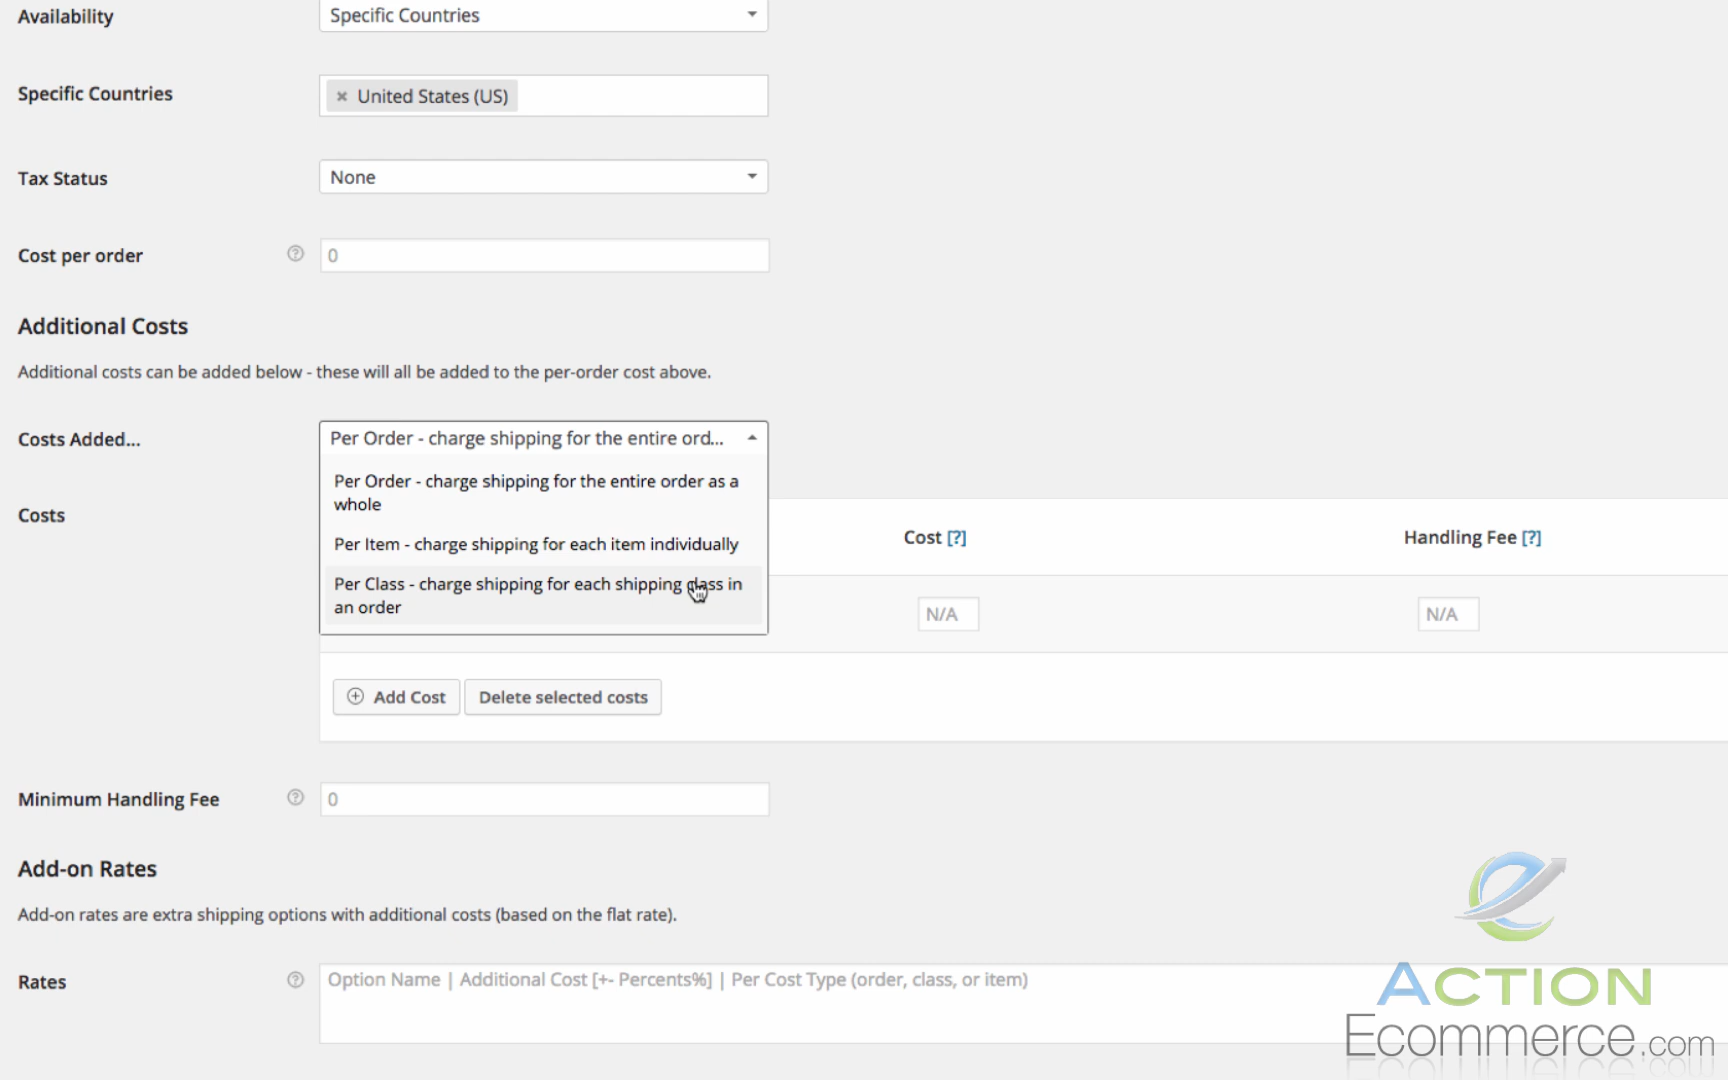 Availability
Specific Countries
Specific Countries
× United States (US)
Tax Status
None
Cost per order
0
Additional Costs
Additional costs can be added below - these will all be added to the per-order cost above.
Costs Added...
Per Order - charge shipping for the entire ord...
Per Order - charge shipping for the entire order as a
whole
Per Item - charge shipping for each item individually
Per Class - charge shipping for each shipping class in
an order
Costs
Cost [?]
Handling Fee [?]
N/A
N/A
Add Cost
Delete selected costs
Minimum Handling Fee
0
Add-on Rates
Add-on rates are extra shipping options with additional costs (based on the flat rate).
Rates
Option Name | Additional Cost [+- Percents%] | Per Cost Type (order, class, or item)
ACTION
Ecommerce.com